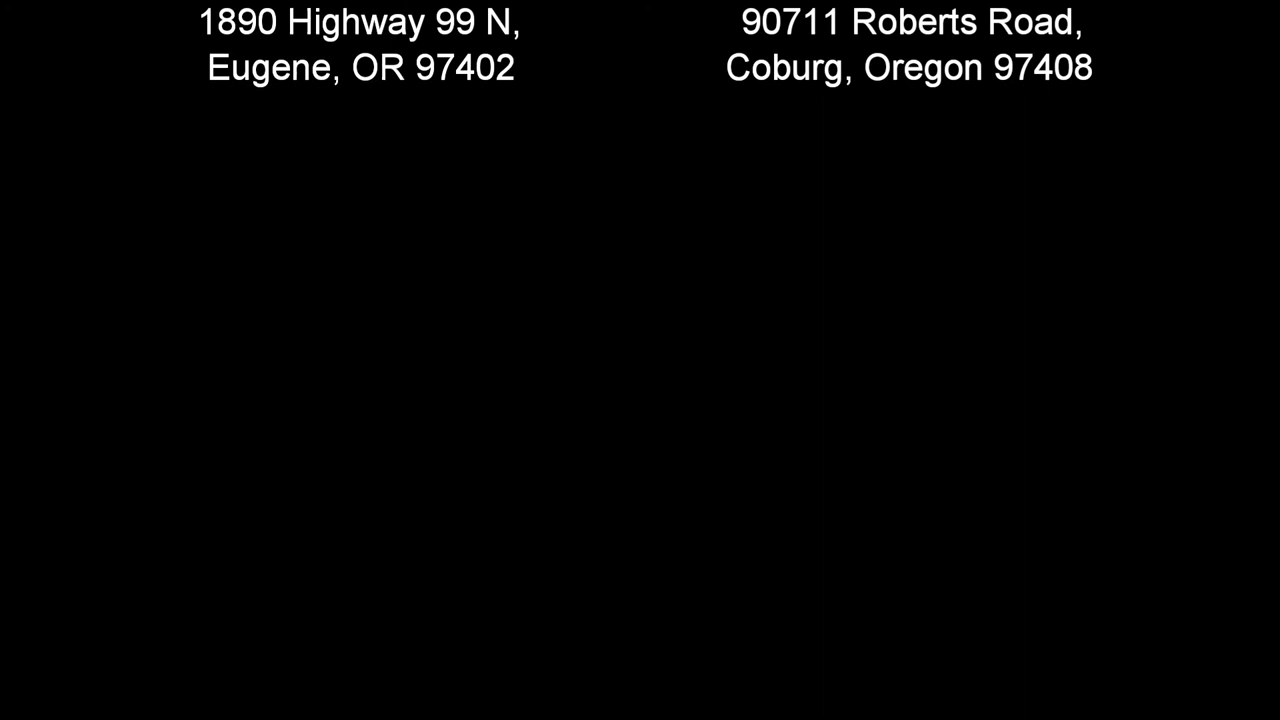 1890 Highway 99 N,
Eugene, OR 97402
90711 Roberts Road,
Coburg, Oregon 97408